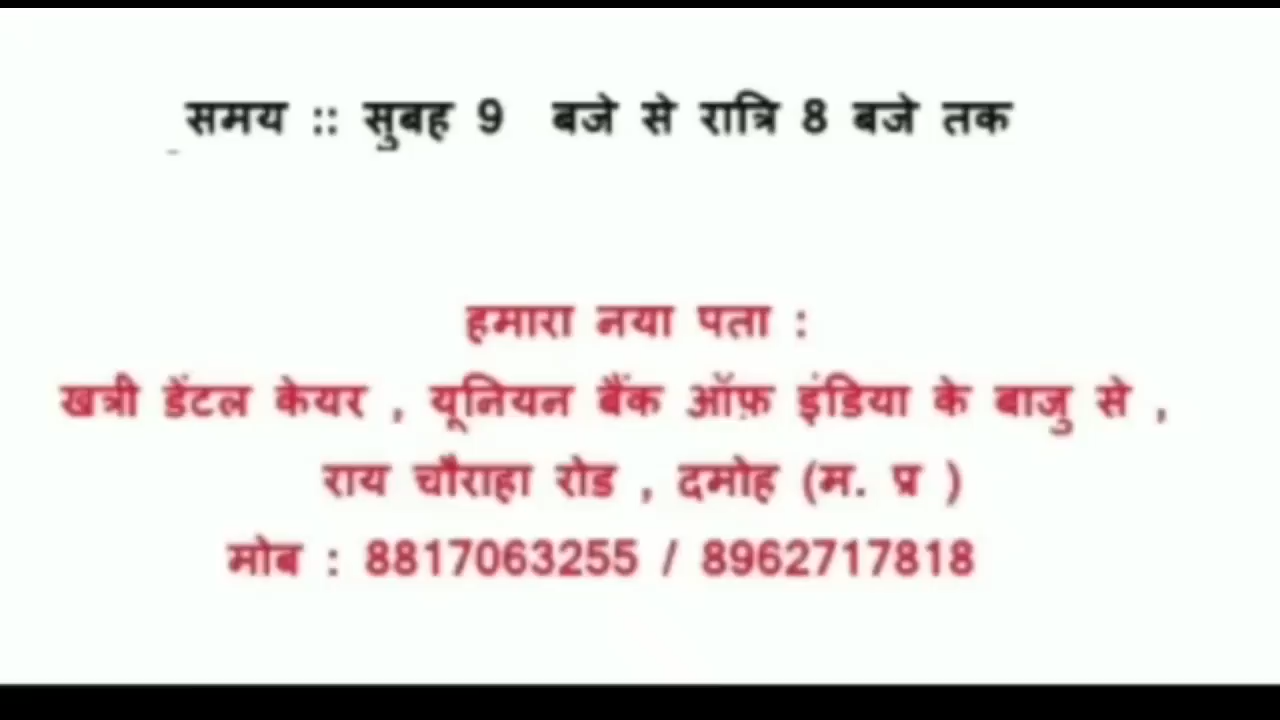 समय :: सुबह 9 बजे से रात्रि 8 बजे तक
हमारा नया पता :
खत्री डेंटल केयर , यूनियन बैंक ऑफ़ इंडिया के बाजु से ,
राय चौराहा रोड , दमोह (म. प्र )
मोब : 8817063255 / 8962717818